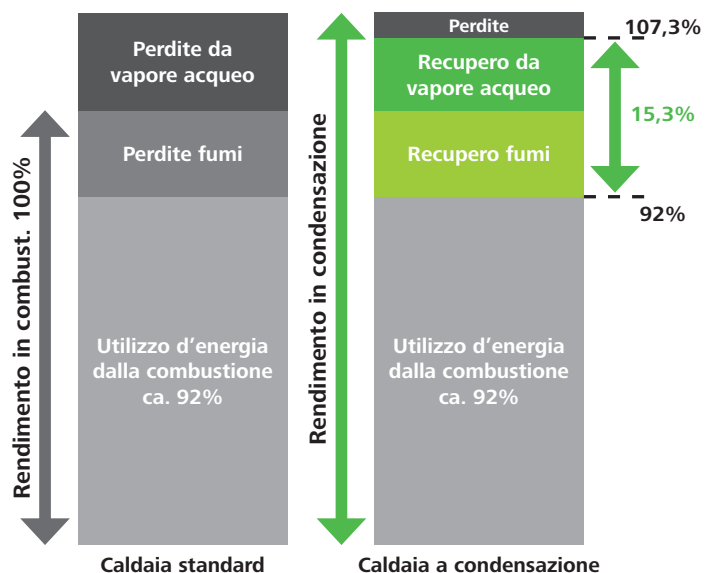 Rendimento in combust. 100%
Perdite da
vapore acqueo
Perdite fumi
Utilizzo d’energia
dalla combustione
ca. 92%
Caldaia standard
Rendimento in condensazione
Perdite
Recupero da
vapore acqueo
Recupero fumi
Utilizzo d’energia
dalla combustione
ca. 92%
Caldaia a condensazione
107,3%
15,3%
92%